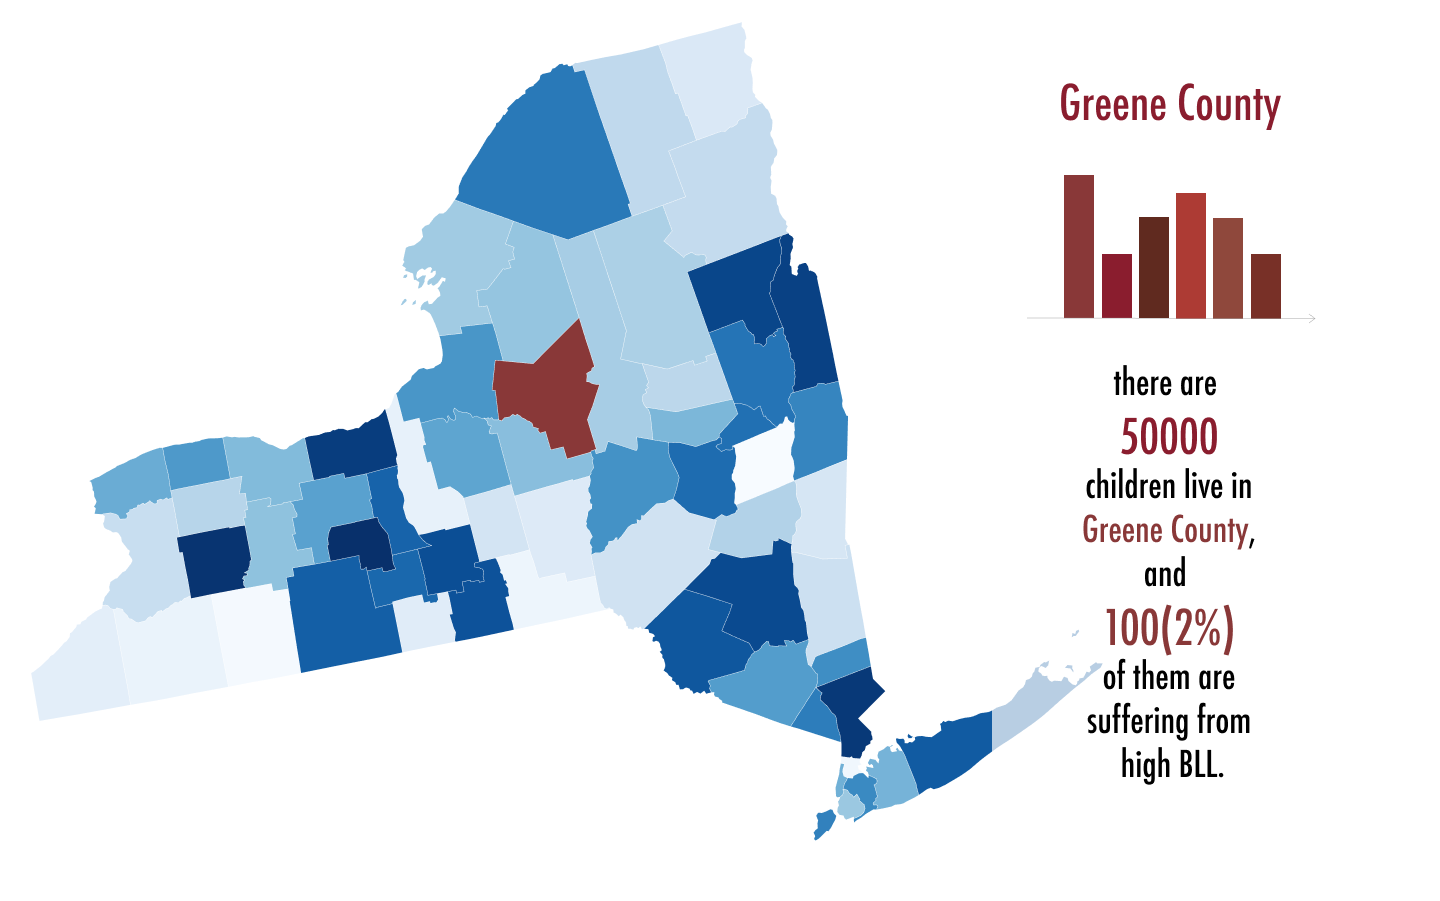 Greene County
there are
50000
children live in
Greene County,
and
100(2%)
of them are
suffering from
high BLL.